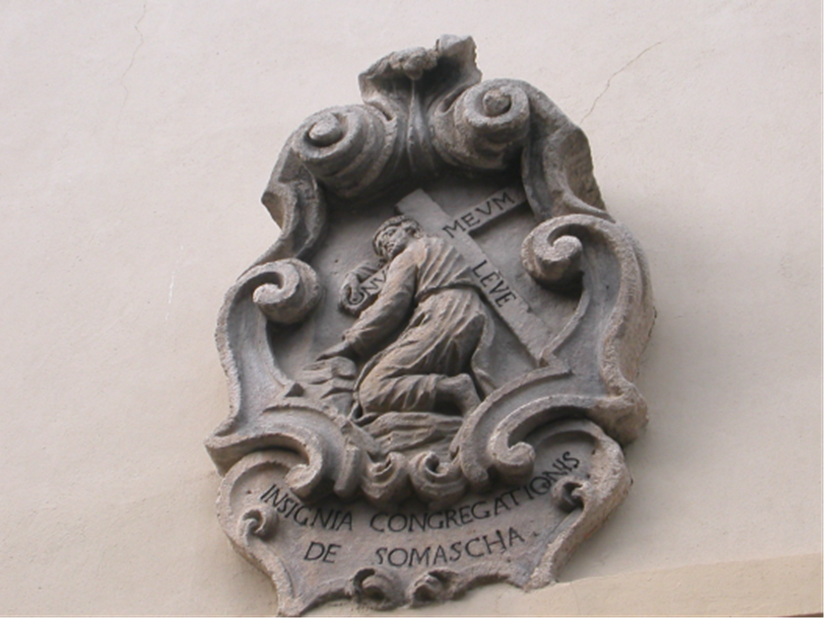 MEVM
LEVE
INSIGNIA CONGREGATIONIS
DE SOMASCHA